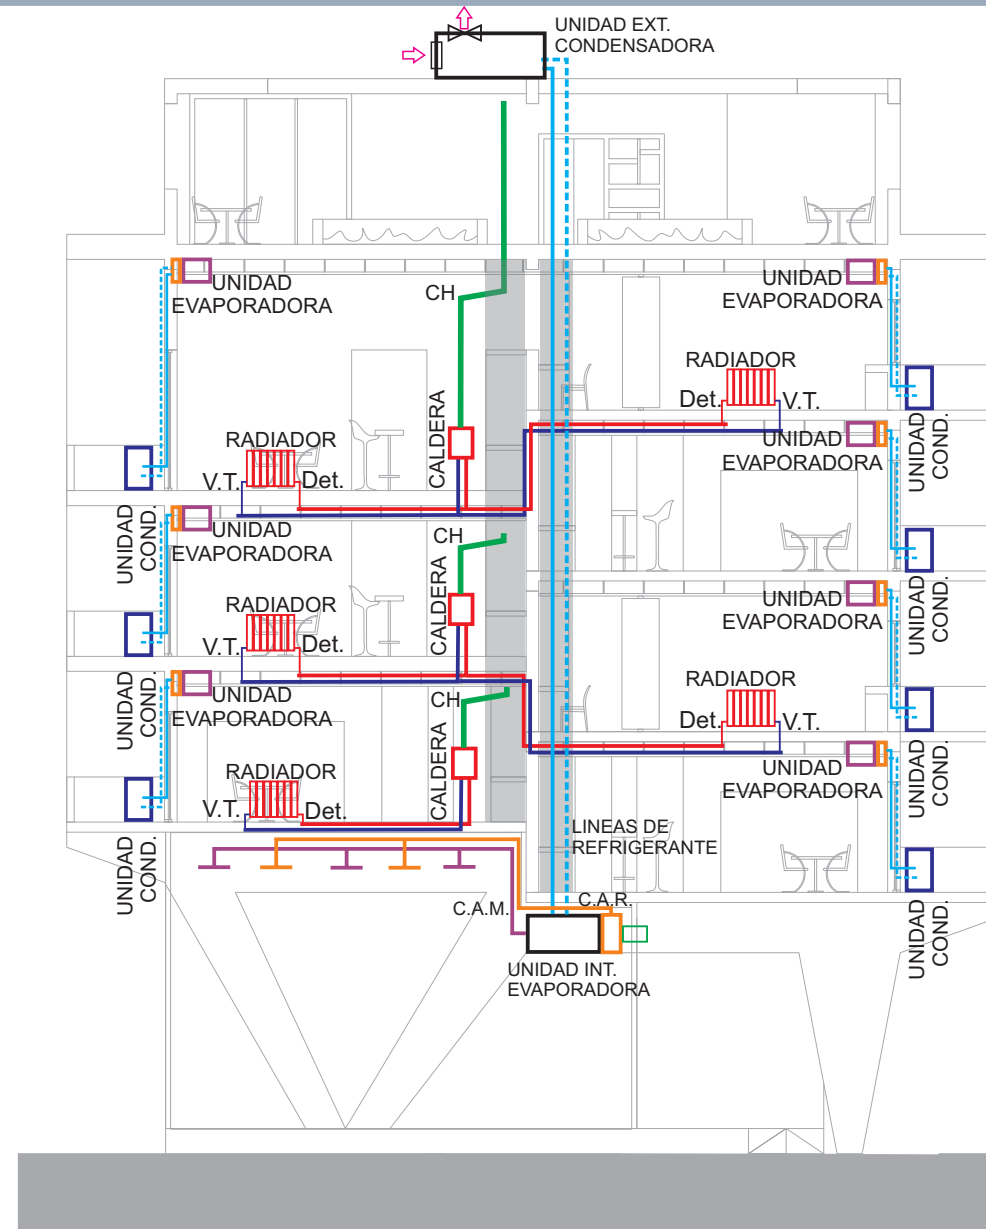 UNIDAD EXT.
CONDENSADORA
UNIDAD
EVAPORADORA
CH
UNIDAD
EVAPORADORA
RADIADOR
Det.
V.T.
CALDERA
RADIADOR
V.T.
Det.
UNIDAD
EVAPORADORA
UNIDAD
COND.
UNIDAD
COND.
UNIDAD
EVAPORADORA
CH
CALDERA
RADIADOR
V.T.
Det.
UNIDAD
EVAPORADORA
UNIDAD
COND.
UNIDAD
COND.
UNIDAD
EVAPORADORA
CH
RADIADOR
Det.
V.T.
CALDERA
RADIADOR
V.T.
Det.
UNIDAD
EVAPORADORA
UNIDAD
COND.
UNIDAD
COND.
LINEAS DE
REFRIGERANTE
C.A.M.
C.A.R.
UNIDAD
COND.
UNIDAD INT.
EVAPORADORA